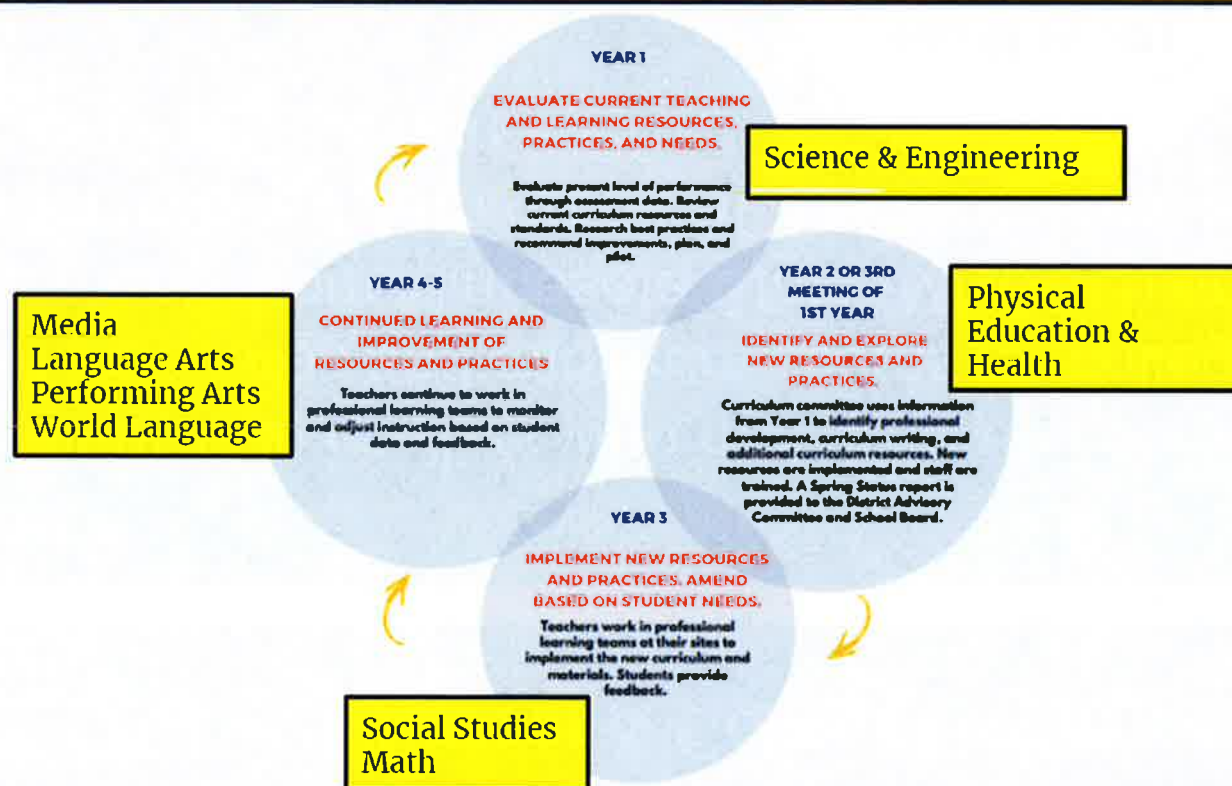 YEAR 1
EVALUATE CURRENT TEACHING
AND LEARNING RESOURCES,
PRACTICES, AND NEEDS.
Evaluate present level of performance
through assessment data. Review
current curriculum resources and
standards. Research best practices and
recommend improvements, plan, and
pilot.
Science & Engineering
YEAR 2 OR 3RD
MEETING OF
1ST YEAR
IDENTIFY AND EXPLORE
NEW RESOURCES AND
PRACTICES.
Curriculum committee uses information
from Year 1 to identify professional
development, curriculum writing, and
additional curriculum resources. New
resources are implemented and staff are
trained. A Spring Status report is
provided to the District Advisory
Committee and School Board.
Physical
Education &
Health
YEAR 3
IMPLEMENT NEW RESOURCES
AND PRACTICES. AMEND
BASED ON STUDENT NEEDS.
Teachers work in professional
learning teams at their sites to
implement the new curriculum and
materials. Students provide
feedback.
Social Studies
Math
YEAR 4-5
CONTINUED LEARNING AND
IMPROVEMENT OF
RESOURCES AND PRACTICES
Teachers continue to work in
professional learning teams to monitor
and adjust instruction based on student
data and feedback.
Media
Language Arts
Performing Arts
World Language